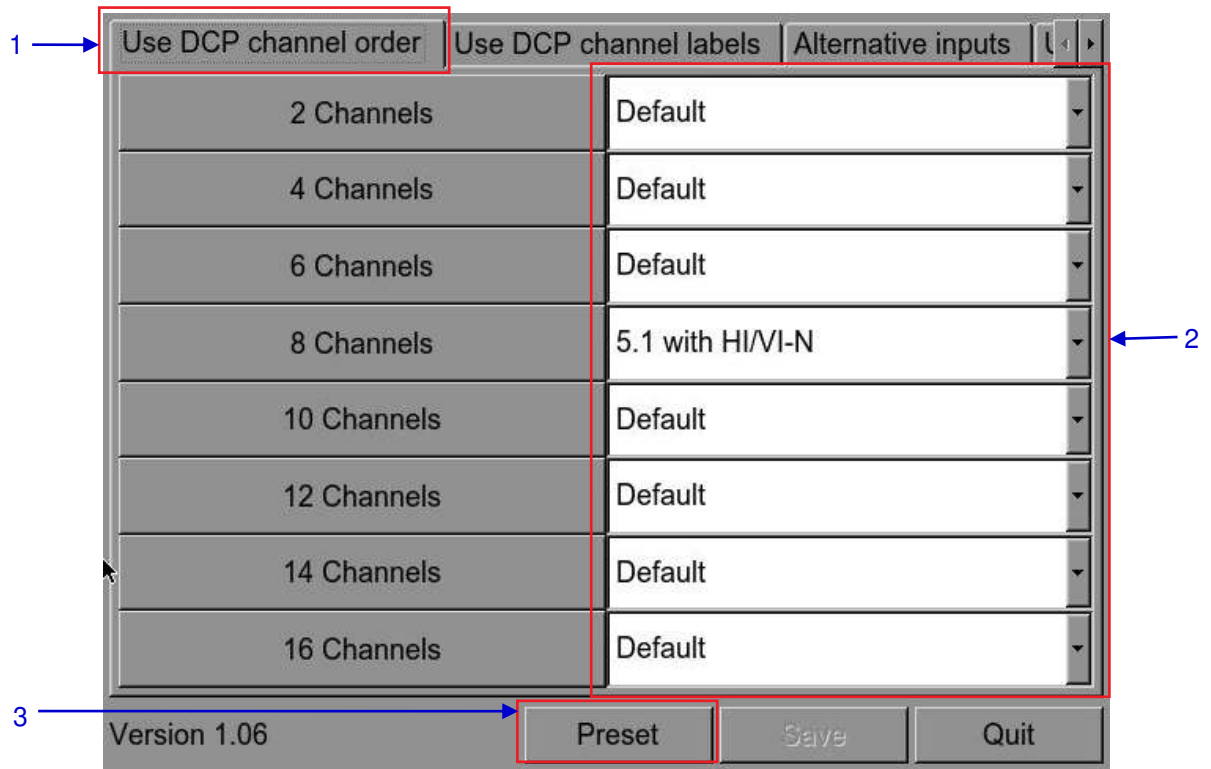 1
Use DCP channel order Use DCP channel labels Alternative inputs
2 Channels Default
4 Channels Default
6 Channels Default
8 Channels 5.1 with HI/VI-N
2
10 Channels Default
12 Channels Default
14 Channels Default
16 Channels Default
3
Version 1.06 Preset Save Quit